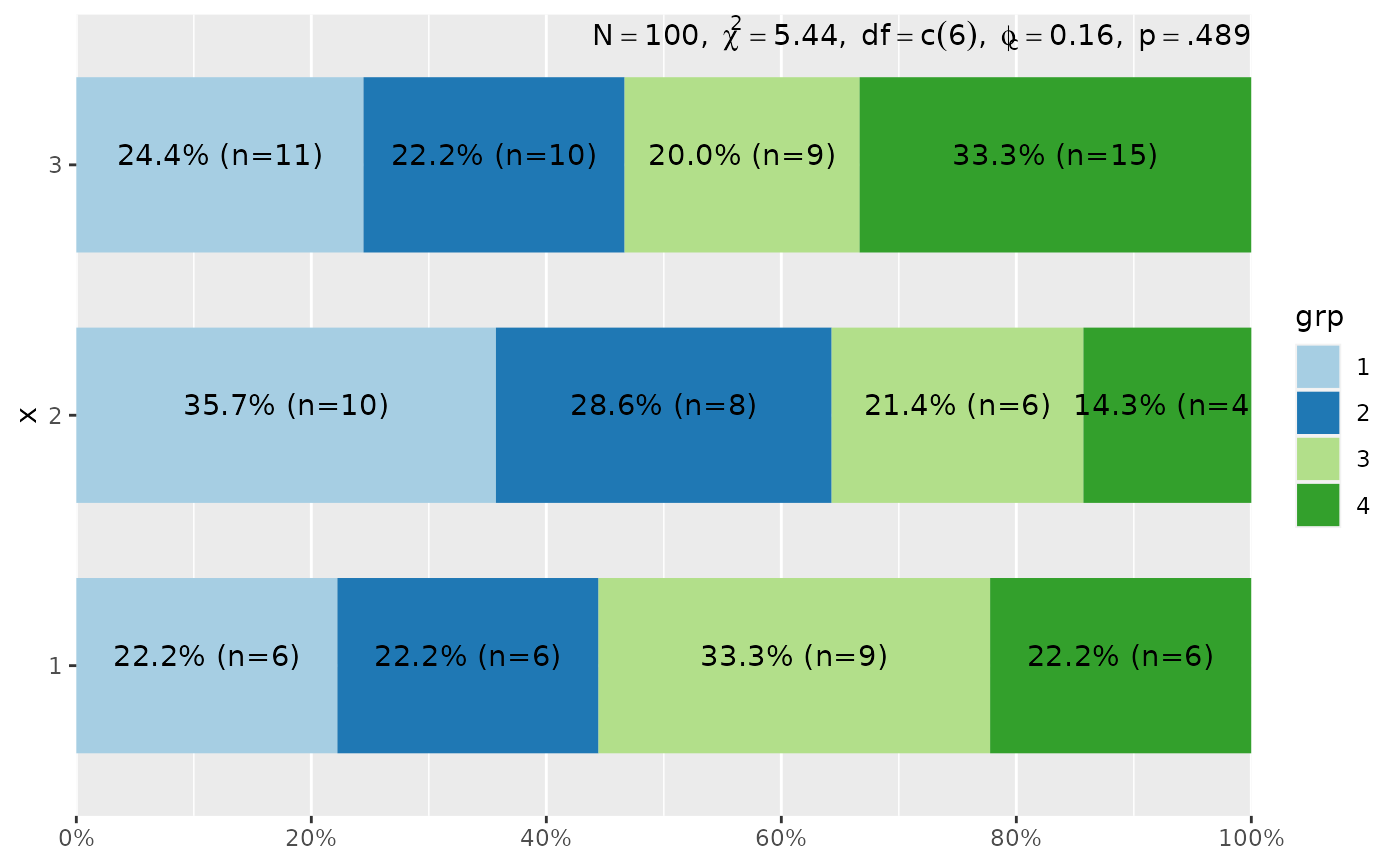 N = 100, χ² = 5.44, df = c(6), ϕc = 0.16, p = .489
3
24.4% (n=11) 22.2% (n=10) 20.0% (n=9) 33.3% (n=15)
grp
1
2
3
4
x
2
35.7% (n=10) 28.6% (n=8) 21.4% (n=6) 14.3% (n=4
1
22.2% (n=6) 22.2% (n=6) 33.3% (n=9) 22.2% (n=6)
0% 20% 40% 60% 80% 100%